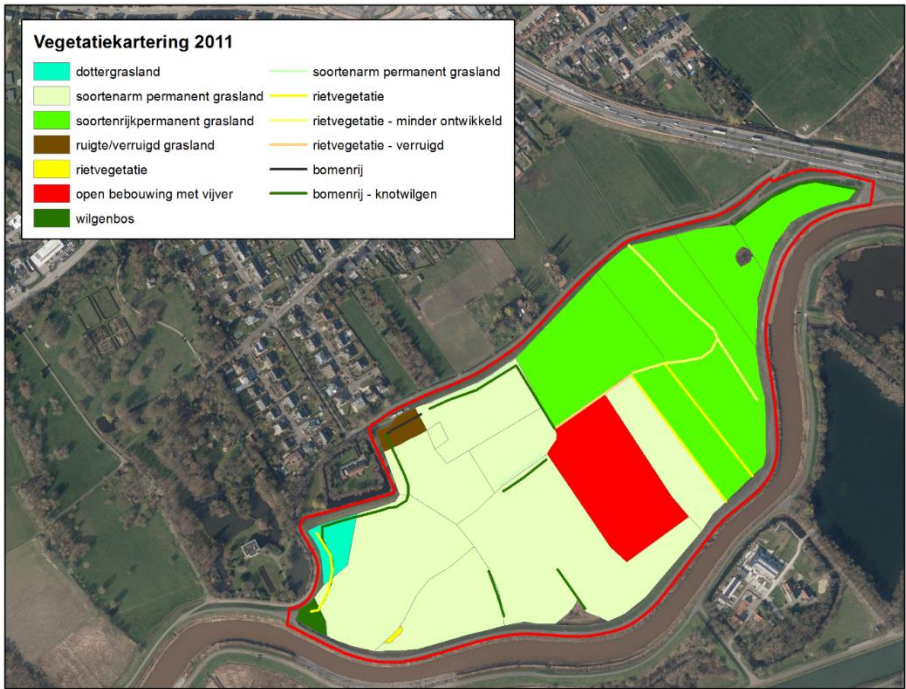 Vegetatiekartering 2011
dottergrasland
soortenarm permanent grasland
soortenrijkpermanent grasland
ruigte/verruigd grasland
rietvegetatie
open bebouwing met vijver
wilgenbos
soortenarm permanent grasland
rietvegetatie
rietvegetatie - minder ontwikkeld
rietvegetatie - verruigd
bomenrij
bomenrij - knotwilgen